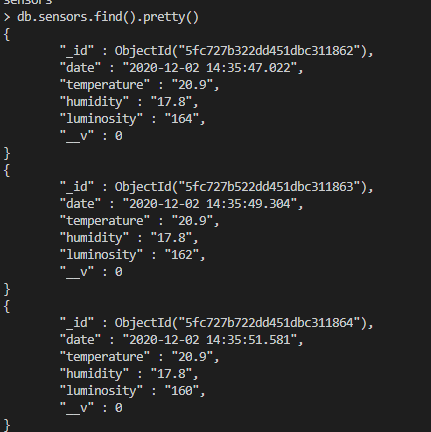 sensors
> db.sensors.find().pretty()
{
"_id" : ObjectId("5fc727b322dd451dbc311862"),
"date" : "2020-12-02 14:35:47.022",
"temperature" : "20.9",
"humidity" : "17.8",
"luminosity" : "164",
"__v" : 0
}
{
"_id" : ObjectId("5fc727b522dd451dbc311863"),
"date" : "2020-12-02 14:35:49.304",
"temperature" : "20.9",
"humidity" : "17.8",
"luminosity" : "162",
"__v" : 0
}
{
"_id" : ObjectId("5fc727b722dd451dbc311864"),
"date" : "2020-12-02 14:35:51.581",
"temperature" : "20.9",
"humidity" : "17.8",
"luminosity" : "160",
"__v" : 0
}